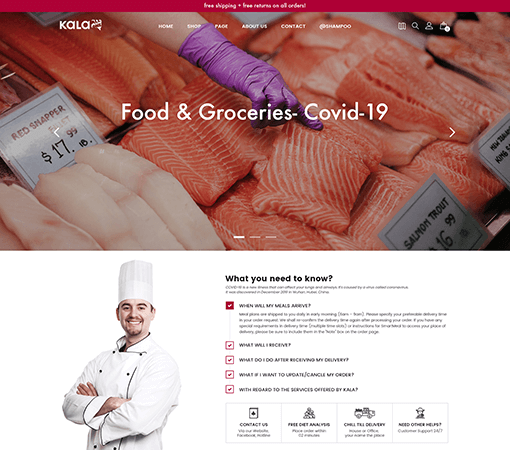 free shipping + free returns on all orders!
KALA
HOME SHOP PAGE ABOUT US CONTACT @SHAMPOO
0
Food & Groceries- Covid-19
RED SNAPPER
$17.
SALMON TROUT
$16.99
KING
What you need to know?
COVID-19 is a new illness that can affect your lungs and airways. It's caused by a virus called coronavirus.
It was discovered in December 2019 in Wuhan, Hubei, China.
WHEN WILL MY MEALS ARRIVE?
Meal plans are shipped to you daily in early morning (5am - 9am). Please specify your preferable delivery time
in your order request. We shall re-confirm the delivery time again after processing your order. If you have any
special requirements in delivery time (multiple time slots) or instructions for SmartMeal to access your place of
delivery, please be sure to include them in the "Note" box on the order page.
WHAT WILL I RECEIVE?
WHAT DO I DO AFTER RECEIVING MY DELIVERY?
WHAT IF I WANT TO UPDATE/CANCLE MY ORDER?
WITH REGARD TO THE SERVICES OFFERED BY KALA?
CONTACT US
Via our Website,
Facebook, Hotline
FREE DIET ANALYSIS
Place order within
02 minutes
CHILL TILL DELIVERY
House or Office,
your name the place
NEED OTHER HELPS?
Customer Support 24/7